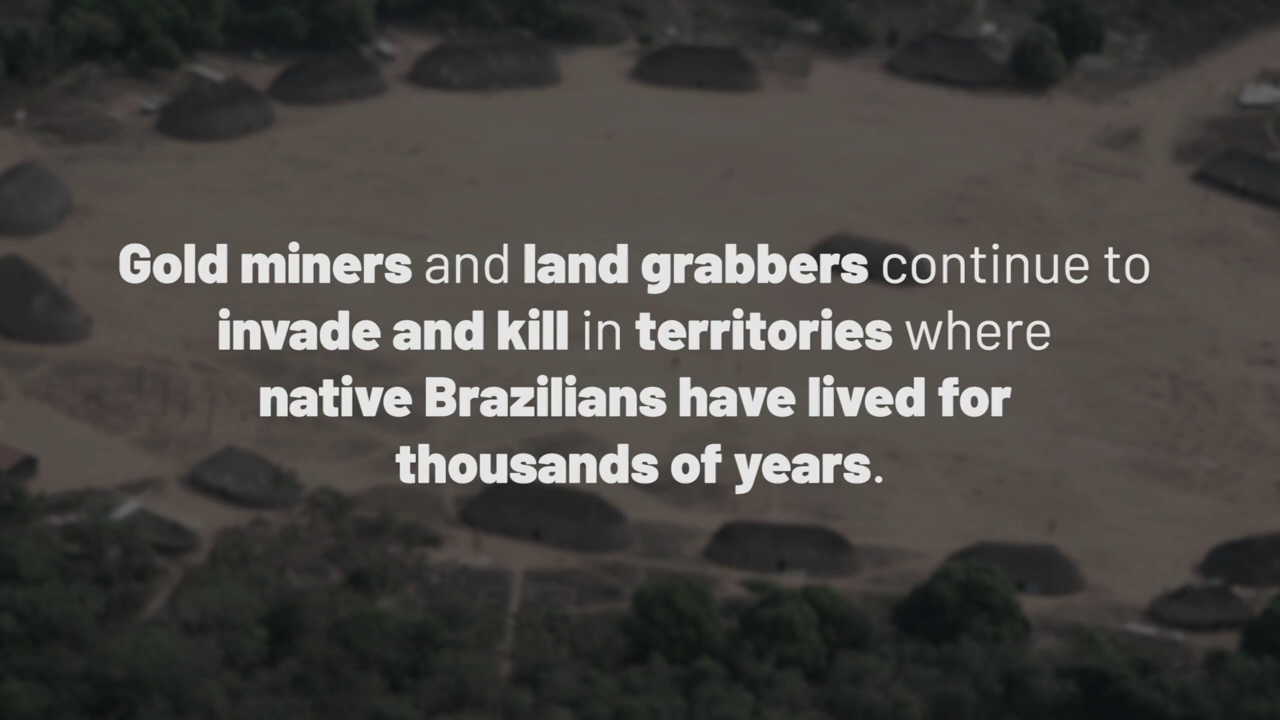 Gold miners and land grabbers continue to
invade and kill in territories where
native Brazilians have lived for
thousands of years.